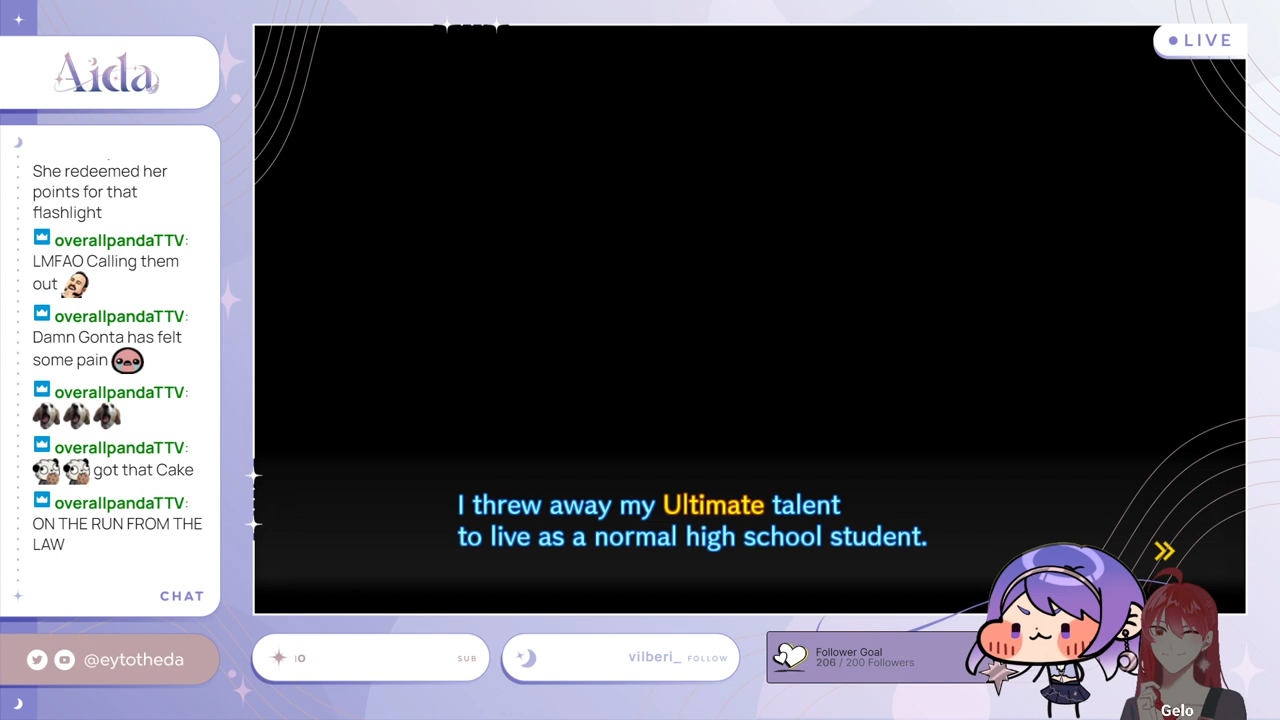 Aida
LIVE
She redeemed her
points for that
flashlight
overallpandaTTV:
LMFAO Calling them
out
overallpandaTTV:
Damn Gonta has felt
some pain
overallpandaTTV:
overallpandaTTV:
got that Cake
overallpandaTTV:
ON THE RUN FROM THE
LAW
CHAT
I threw away my Ultimate talent
to live as a normal high school student.
@eytotheda
SUB
vilberi_ FOLLOW
Follower Goal
206 / 200 Followers
Gelo